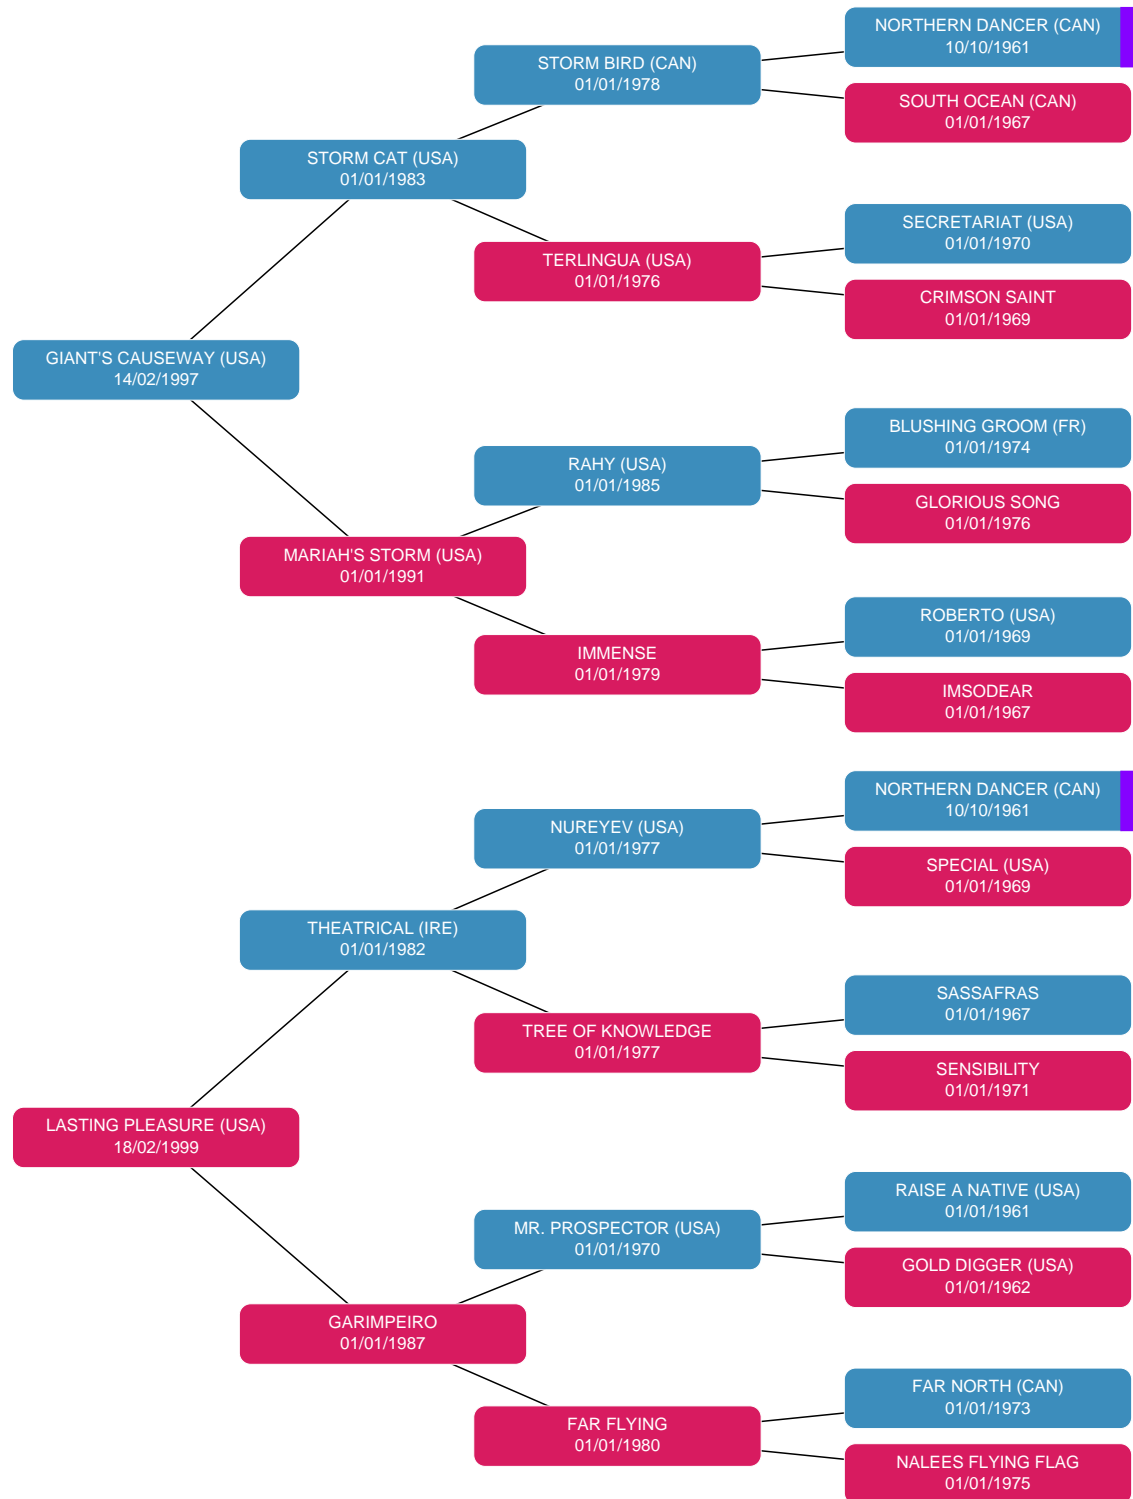 NORTHERN DANCER (CAN)
10/10/1961
STORM BIRD (CAN)
01/01/1978
SOUTH OCEAN (CAN)
01/01/1967
STORM CAT (USA)
01/01/1983
SECRETARIAT (USA)
01/01/1970
TERLINGUA (USA)
01/01/1976
CRIMSON SAINT
01/01/1969
GIANT'S CAUSEWAY (USA)
14/02/1997
BLUSHING GROOM (FR)
01/01/1974
RAHY (USA)
01/01/1985
GLORIOUS SONG
01/01/1976
MARIAH'S STORM (USA)
01/01/1991
ROBERTO (USA)
01/01/1969
IMMENSE
01/01/1979
IMSODEAR
01/01/1967
NORTHERN DANCER (CAN)
10/10/1961
NUREYEV (USA)
01/01/1977
SPECIAL (USA)
01/01/1969
THEATRICAL (IRE)
01/01/1982
SASSAFRAS
01/01/1967
TREE OF KNOWLEDGE
01/01/1977
SENSIBILITY
01/01/1971
LASTING PLEASURE (USA)
18/02/1999
RAISE A NATIVE (USA)
01/01/1961
MR. PROSPECTOR (USA)
01/01/1970
GOLD DIGGER (USA)
01/01/1962
GARIMPEIRO
01/01/1987
FAR NORTH (CAN)
01/01/1973
FAR FLYING
01/01/1980
NALEES FLYING FLAG
01/01/1975